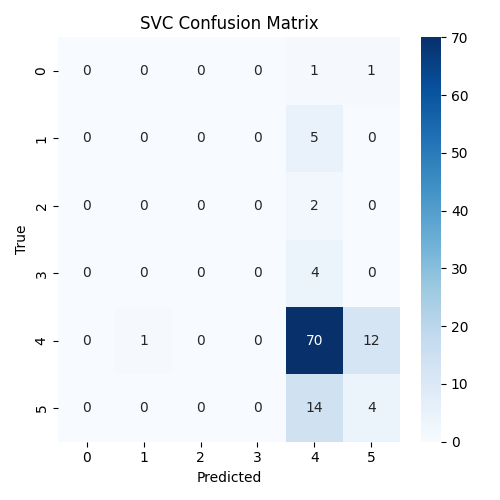 SVC Confusion Matrix
0 0 0 0 0 1 1
1 0 0 0 0 5 0
2 0 0 0 0 2 0
3 0 0 0 0 4 0
4 0 1 0 0 70 12
5 0 0 0 0 14 4
0 1 2 3 4 5
True
Predicted
70
60
50
40
30
20
10
0